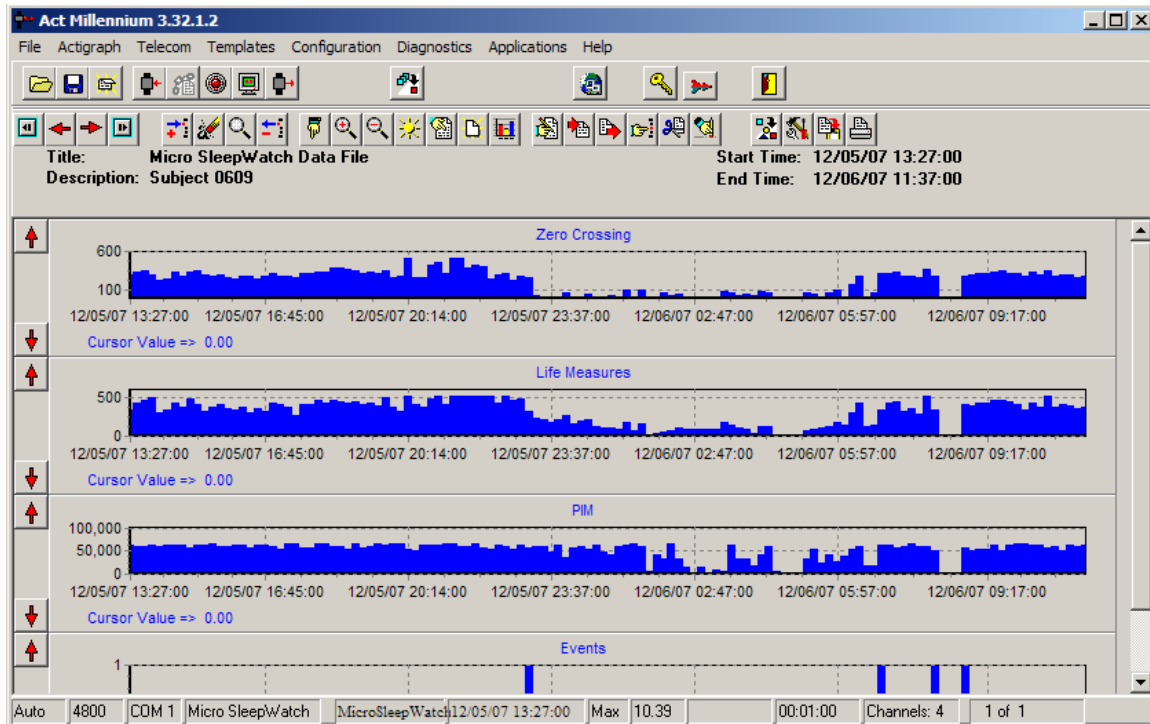 Act Millennium 3.32.1.2
File Actigraph Telecom Templates Configuration Diagnostics Applications Help
Title: Micro SleepWatch Data File
Start Time: 12/05/07 13:27:00
Description: Subject 0609
End Time: 12/06/07 11:37:00
Zero Crossing
600
100
12/05/07 13:27:00 12/05/07 16:45:00 12/05/07 20:14:00 12/05/07 23:37:00 12/06/07 02:47:00 12/06/07 05:57:00 12/06/07 09:17:00
Cursor Value => 0.00
Life Measures
500
0
12/05/07 13:27:00 12/05/07 16:45:00 12/05/07 20:14:00 12/05/07 23:37:00 12/06/07 02:47:00 12/06/07 05:57:00 12/06/07 09:17:00
Cursor Value => 0.00
PIM
100,000
50,000
0
12/05/07 13:27:00 12/05/07 16:45:00 12/05/07 20:14:00 12/05/07 23:37:00 12/06/07 02:47:00 12/06/07 05:57:00 12/06/07 09:17:00
Cursor Value => 0.00
Events
1
Auto 4800 COM 1 Micro SleepWatch MicroSleepWatch 12/05/07 13:27:00 Max 10.39 00:01:00 Channels: 4 1 of 1